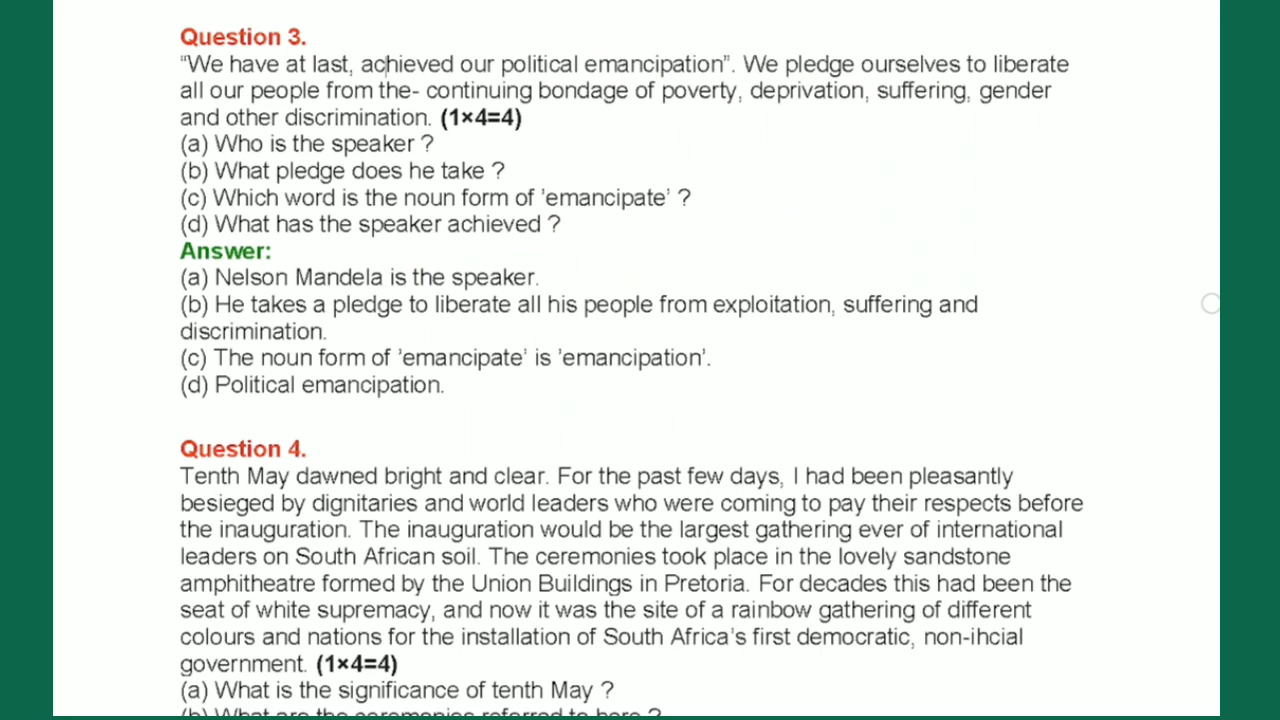 Question 3.
“We have at last, achieved our political emancipation”. We pledge ourselves to liberate
all our people from the- continuing bondage of poverty, deprivation, suffering, gender
and other discrimination. (1×4=4)
(a) Who is the speaker ?
(b) What pledge does he take ?
(c) Which word is the noun form of ’emancipate’ ?
(d) What has the speaker achieved ?
Answer:
(a) Nelson Mandela is the speaker.
(b) He takes a pledge to liberate all his people from exploitation, suffering and
discrimination.
(c) The noun form of ’emancipate’ is ’emancipation’.
(d) Political emancipation.
Question 4.
Tenth May dawned bright and clear. For the past few days, I had been pleasantly
besieged by dignitaries and world leaders who were coming to pay their respects before
the inauguration. The inauguration would be the largest gathering ever of international
leaders on South African soil. The ceremonies took place in the lovely sandstone
amphitheatre formed by the Union Buildings in Pretoria. For decades this had been the
seat of white supremacy, and now it was the site of a rainbow gathering of different
colours and nations for the installation of South Africa’s first democratic, non-ihcial
government. (1×4=4)
(a) What is the significance of tenth May ?
(b) What are the ceremonies referred to here ?